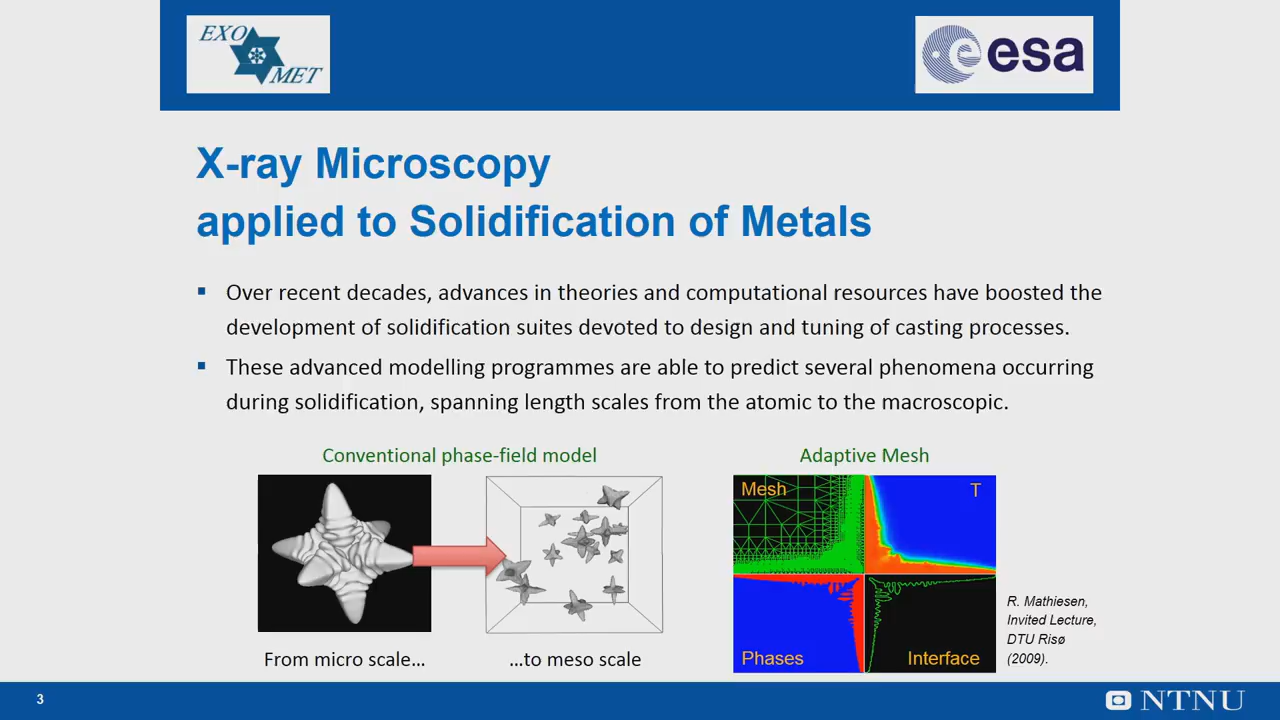 EXO
MET
esa
X-ray Microscopy
applied to Solidification of Metals
Over recent decades, advances in theories and computational resources have boosted the
development of solidification suites devoted to design and tuning of casting processes.
These advanced modelling programmes are able to predict several phenomena occurring
during solidification, spanning length scales from the atomic to the macroscopic.
Conventional phase-field model
Adaptive Mesh
Mesh
T
Phases
Interface
R. Mathiesen,
Invited Lecture,
DTU Risø
(2009).
From micro scale…
…to meso scale
3
NTNU